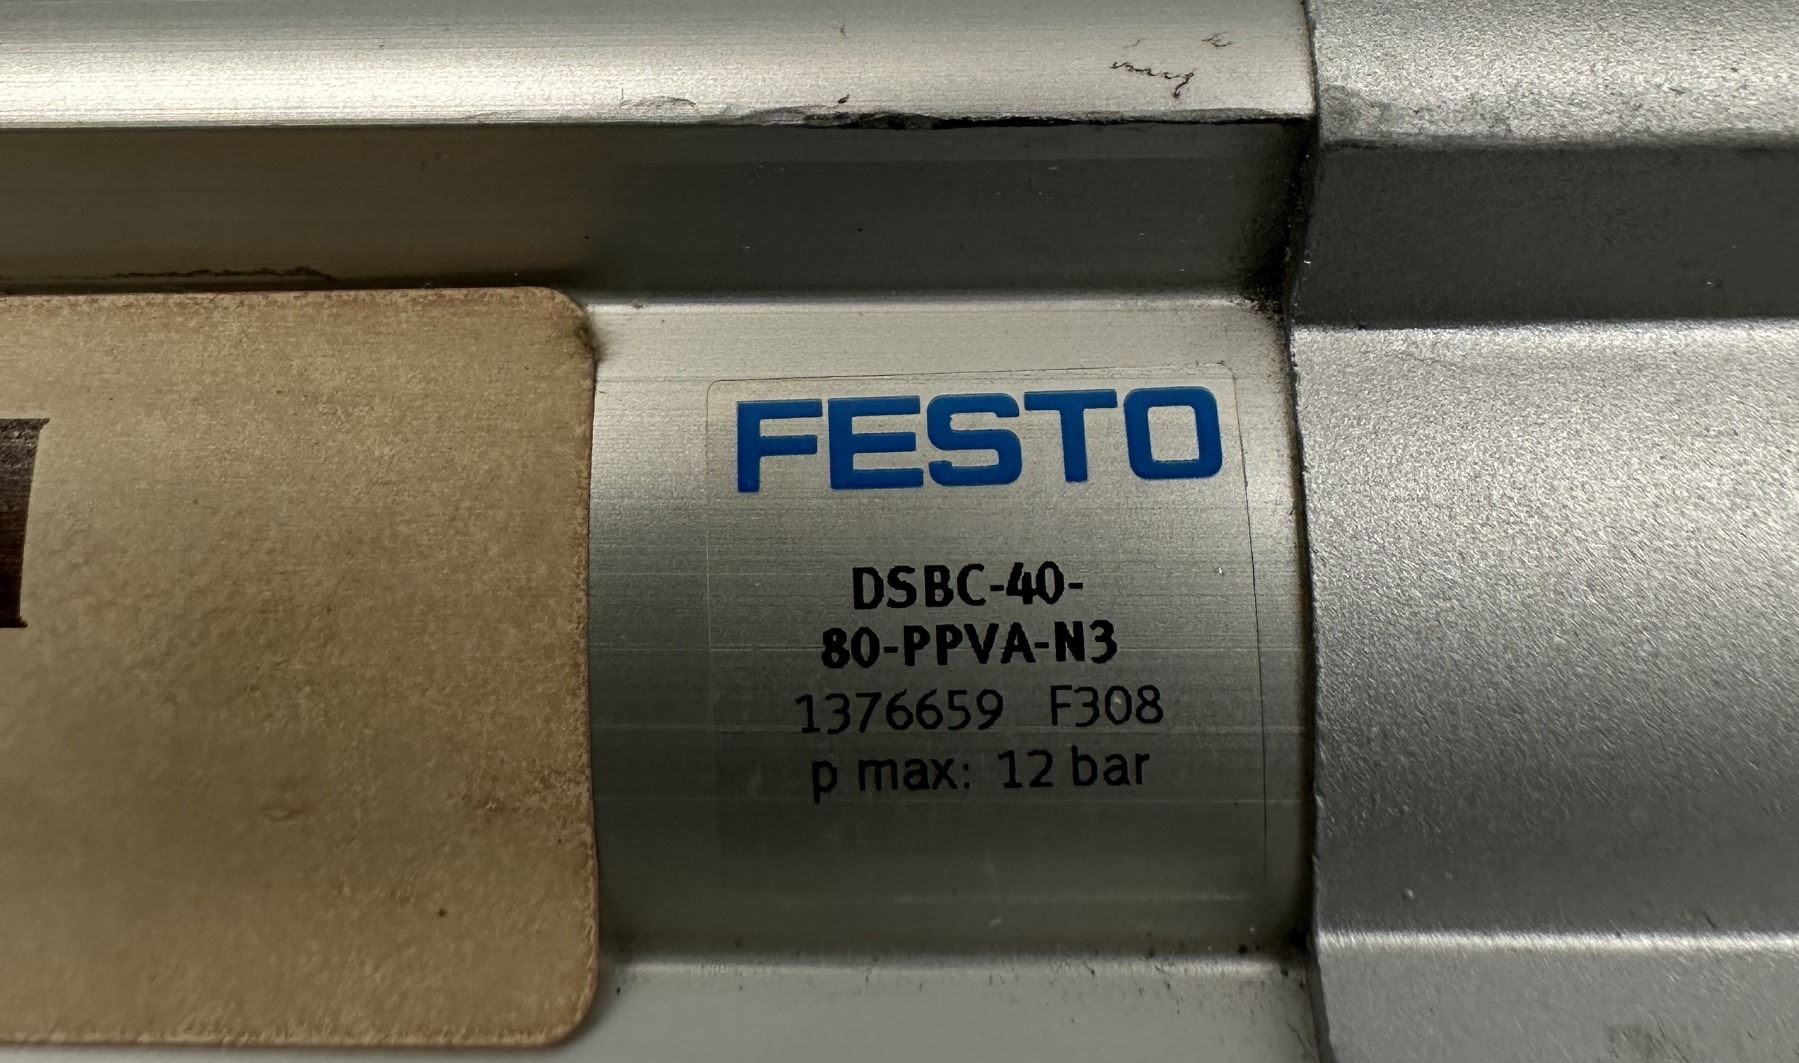 FESTO
DSBC-40-
80-PPVA-N3
1376659 F308
p max: 12 bar